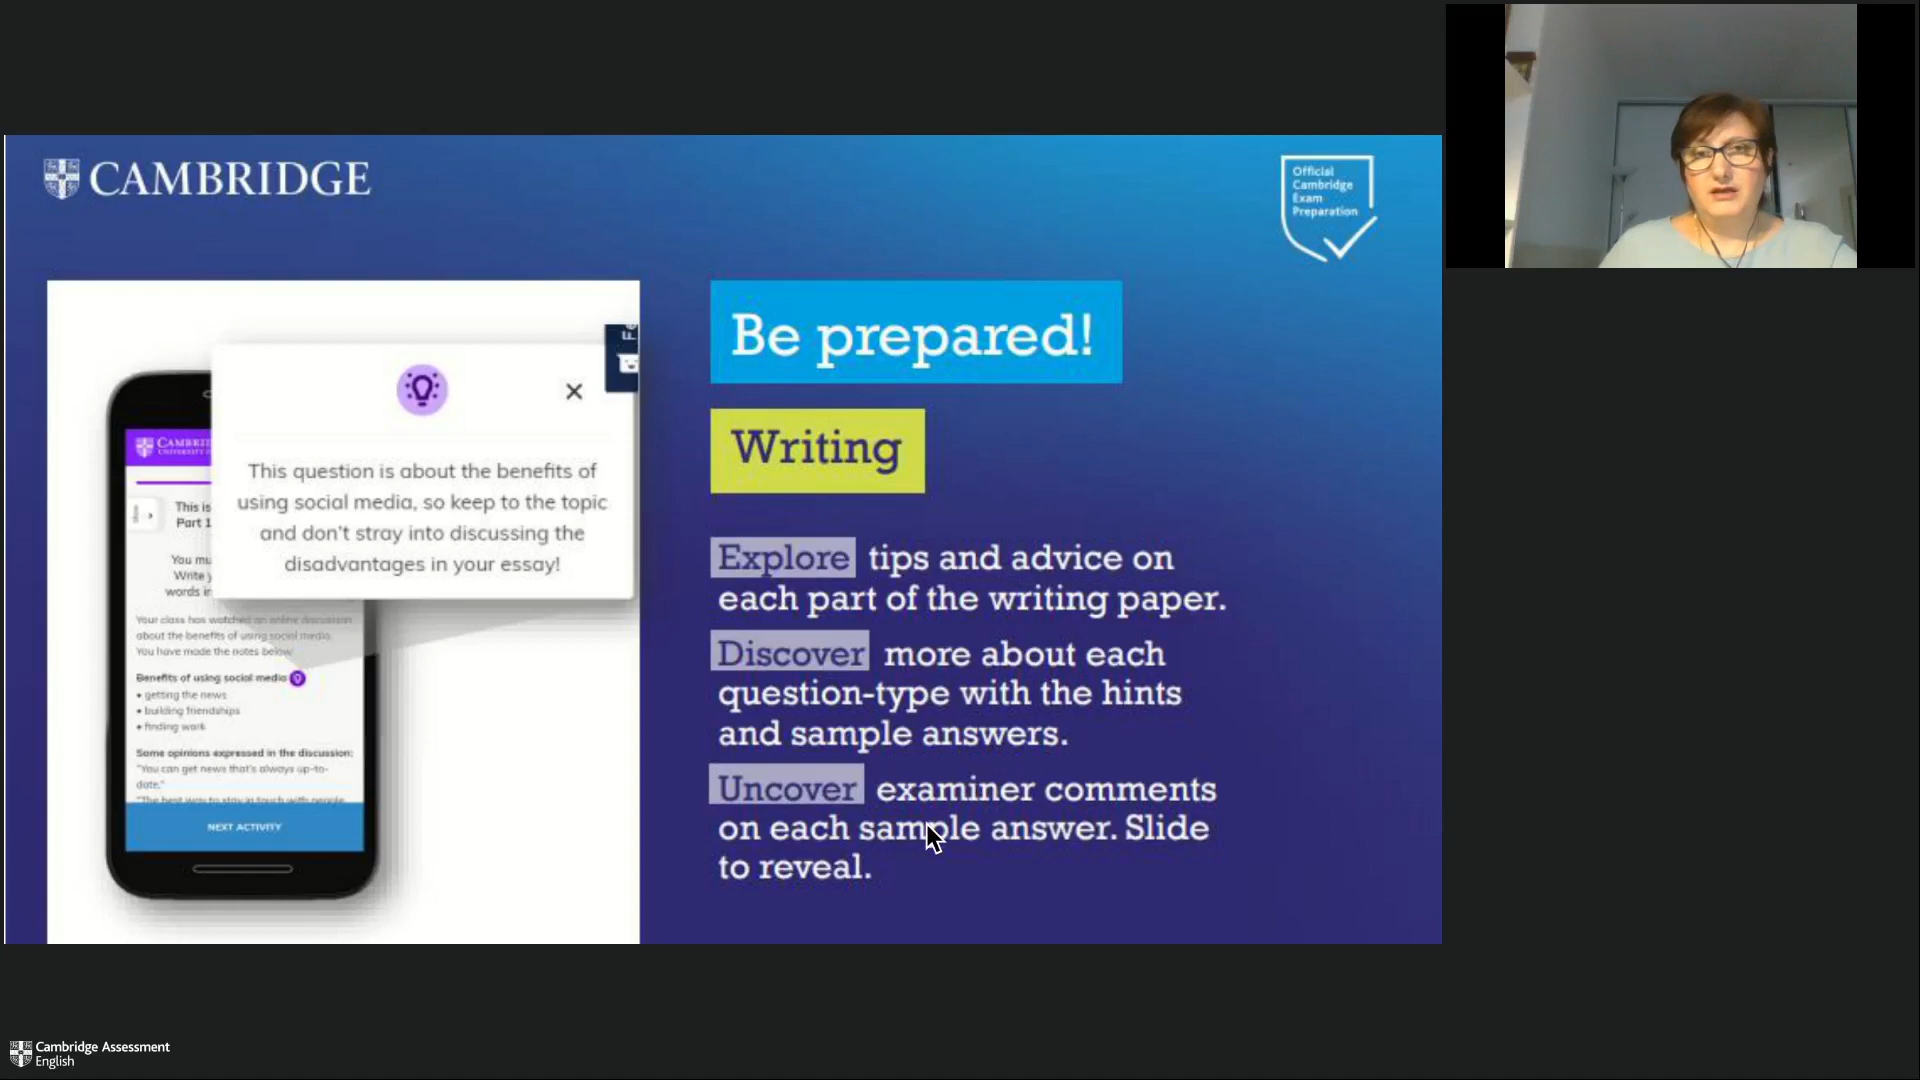 CAMBRIDGE
Official
Cambridge
Exam
Preparation
Be prepared!
Writing
Explore tips and advice on
each part of the writing paper.
Discover more about each
question-type with the hints
and sample answers.
Uncover examiner comments
on each sample answer. Slide
to reveal.
This question is about the benefits of
using social media, so keep to the topic
and don't stray into discussing the
disadvantages in your essay!
This is
Part 1
You mu
Write
words in
Your class has watched an online discussion
about the benefits of using social media.
You have made the notes below:
Benefits of using social media
• getting the news
• building friendships
• finding work
Some opinions expressed in the discussion:
"You can get news that's always up-to-
date."
"The best way to stay in touch with people
NEXT ACTIVITY
Cambridge Assessment
English